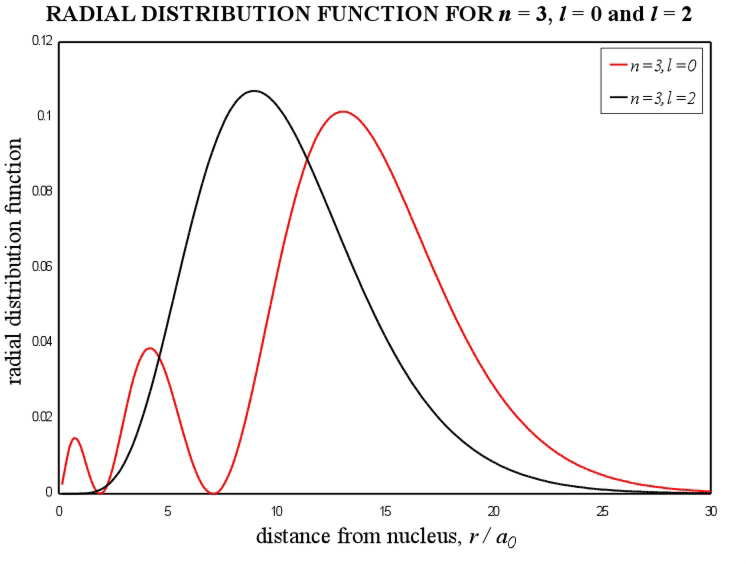 RADIAL DISTRIBUTION FUNCTION FOR n = 3, l = 0 and l = 2
0.12
0.1
0.08
0.06
0.04
0.02
0
radial distribution function
n=3,l=0
n=3,l=2
0 5 10 15 20 25 30
distance from nucleus, r / a0